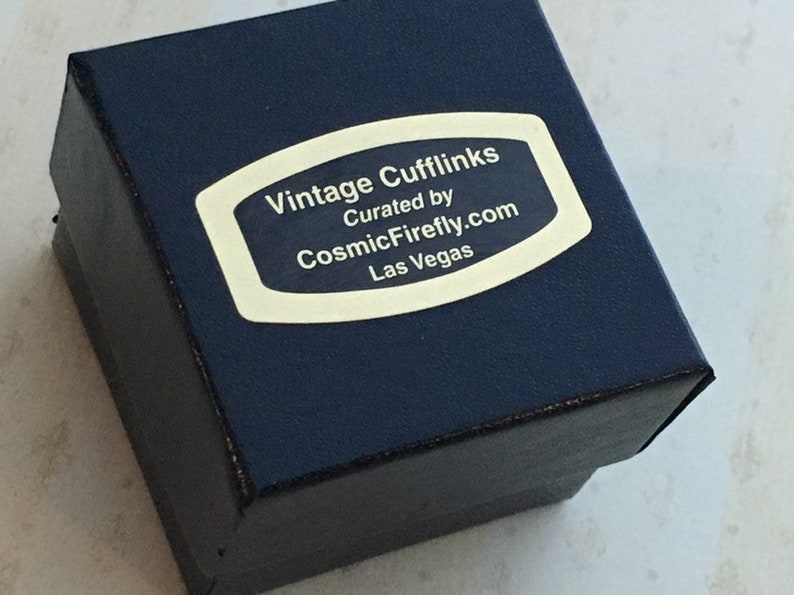 Vintage Cufflinks
Curated by
CosmicFirefly.com
Las Vegas